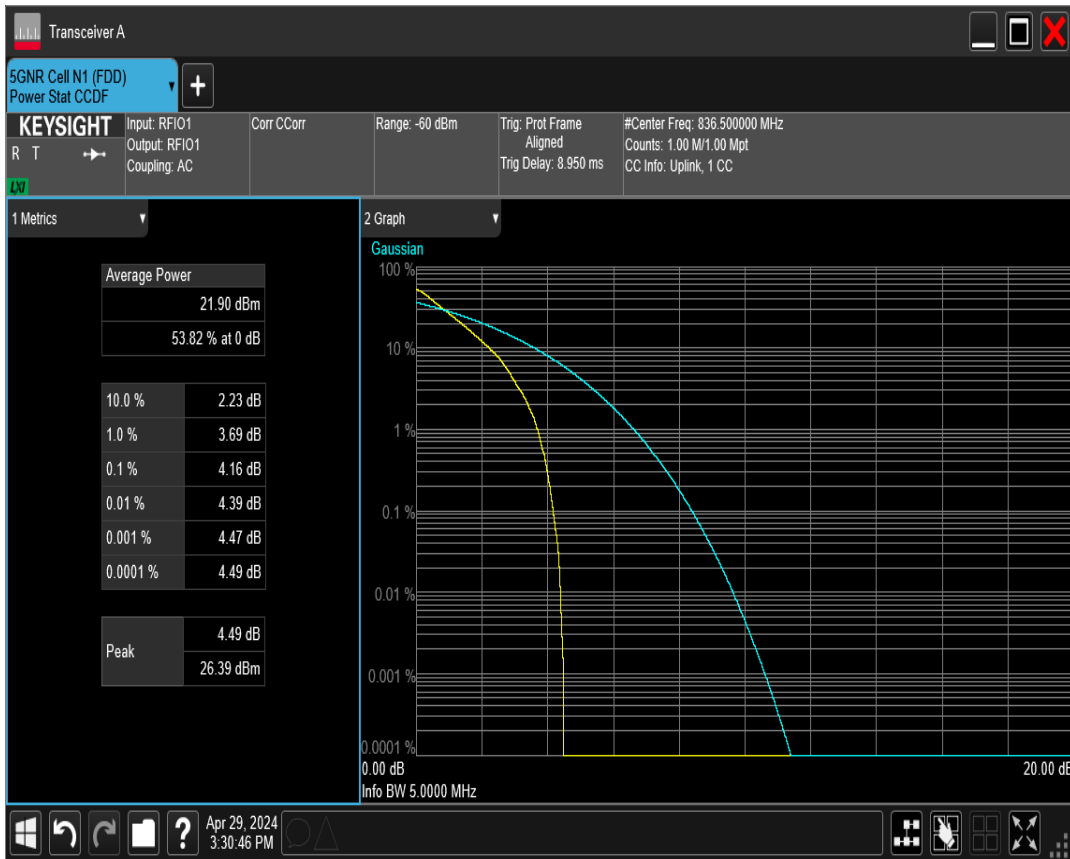 Transceiver A
5GNR Cell N1 (FDD)
Power Stat CCDF
KEYSIGHT
R T
LXI
Input: RFIO1
Output: RFIO1
Coupling: AC
Corr CCorr
Range: -60 dBm
Trig: Prot Frame
Aligned
Trig Delay: 8.950 ms
#Center Freq: 836.500000 MHz
Counts: 1.00 M/1.00 Mpt
CC Info: Uplink, 1 CC
1 Metrics
Average Power
21.90 dBm
53.82 % at 0 dB
10.0 % 2.23 dB
1.0 % 3.69 dB
0.1 % 4.16 dB
0.01 % 4.39 dB
0.001 % 4.47 dB
0.0001 % 4.49 dB
Peak
4.49 dB
26.39 dBm
2 Graph
Gaussian
100 %
10 %
1 %
0.1 %
0.01 %
0.001 %
0.0001 %
0.00 dB 20.00 dB
Info BW 5.0000 MHz
?
Apr 29, 2024
3:30:46 PM